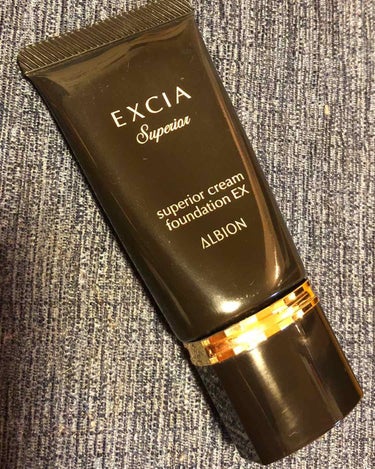 EXCIA
Superior
superior cream
foundation EX
ALBION